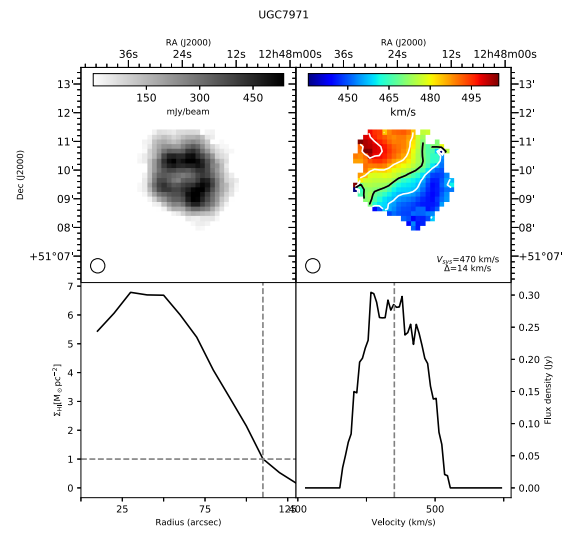 UGC7971
RA (J2000)
RA (J2000)
36s 24s 12s 12h48m00s
36s 24s 12s 12h48m00s
150 300 450
mJy/beam
450 465 480 495
km/s
13' 11' 10' 09' 08' +51°07'
Dec (J2000)
13' 11' 10' 09' 08' +51°07'
V_sys=470 km/s
Δ=14 km/s
7 6 5 4 3 2 1 0
Σ_HI[M⊙pc⁻²]
0.30 0.25 0.20 0.15 0.10 0.05 0.00
Flux density (Jy)
25 75 125
400 500
Radius (arcsec)
Velocity (km/s)